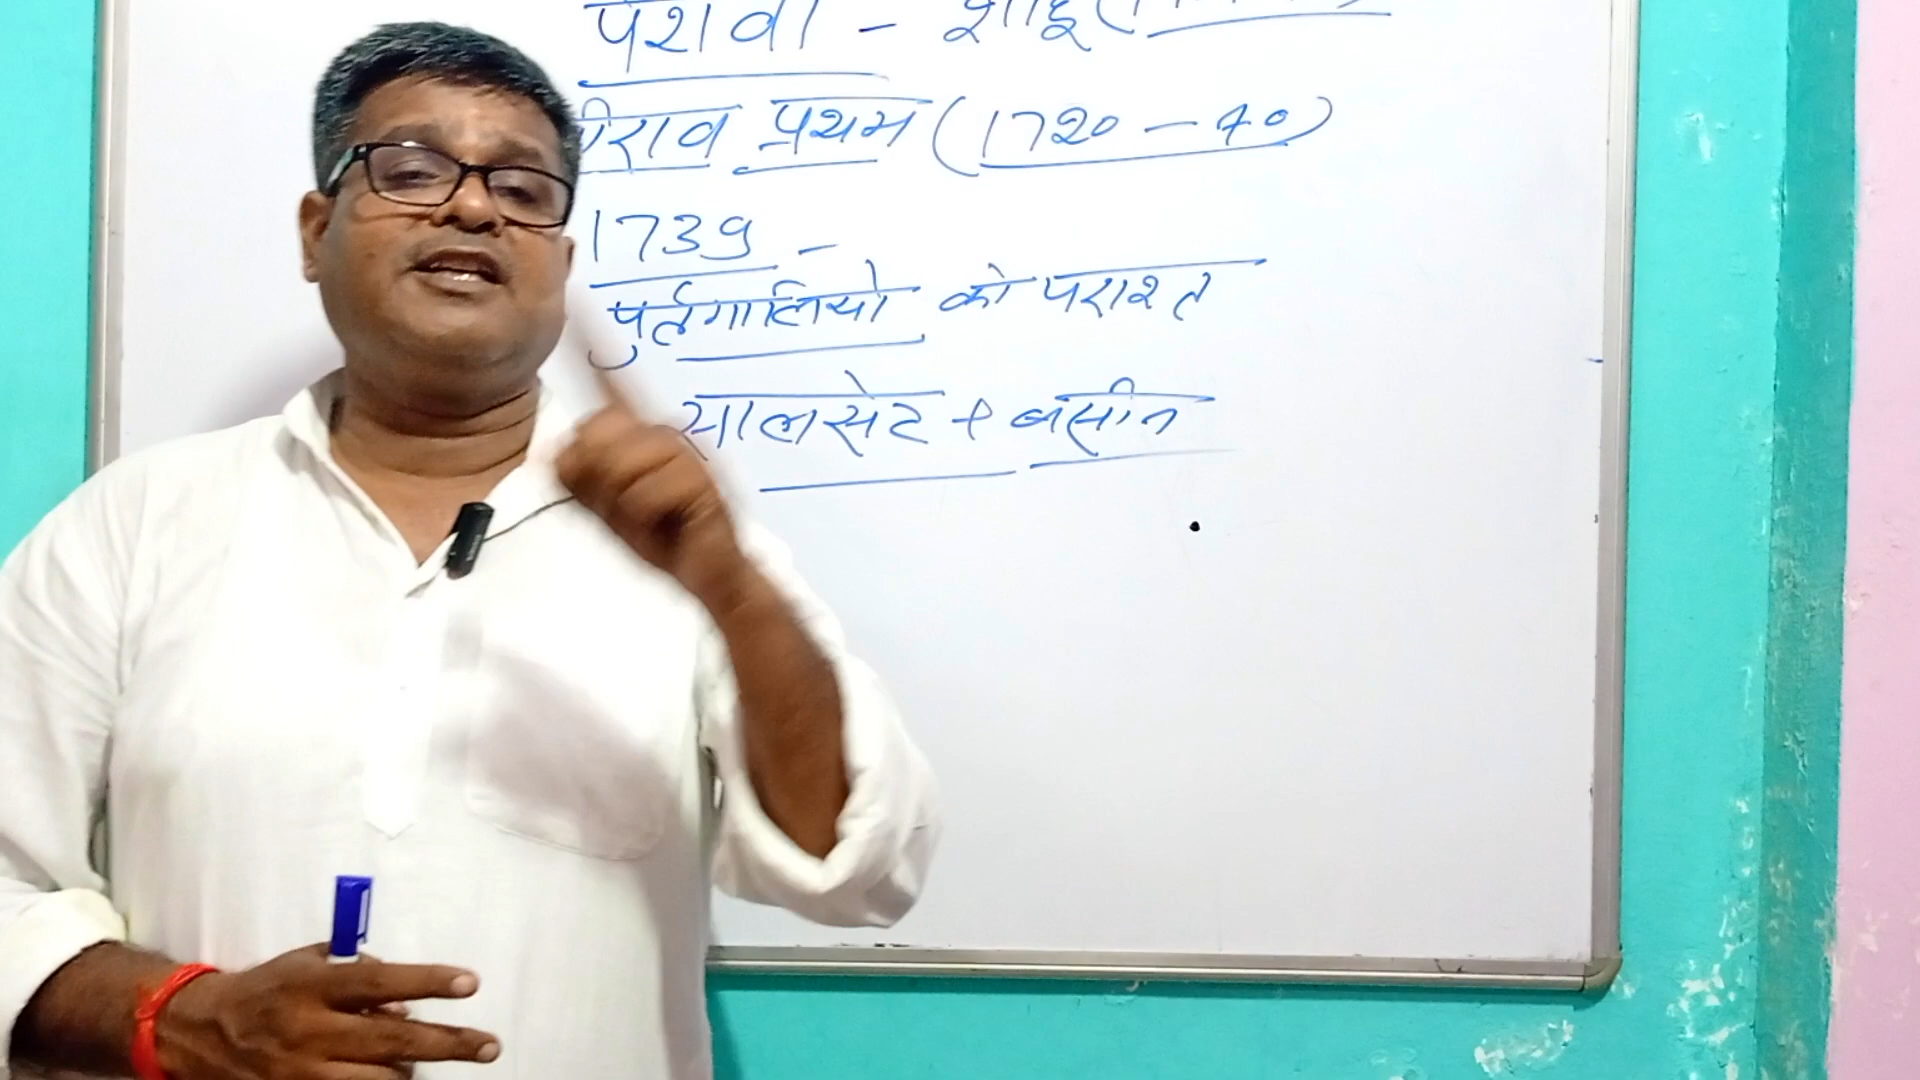 पेशवा - शाहू
राव प्रथम (1720 - 40)
1739 -
पुर्तगालियो को परास्त
सालसेट + बसीन